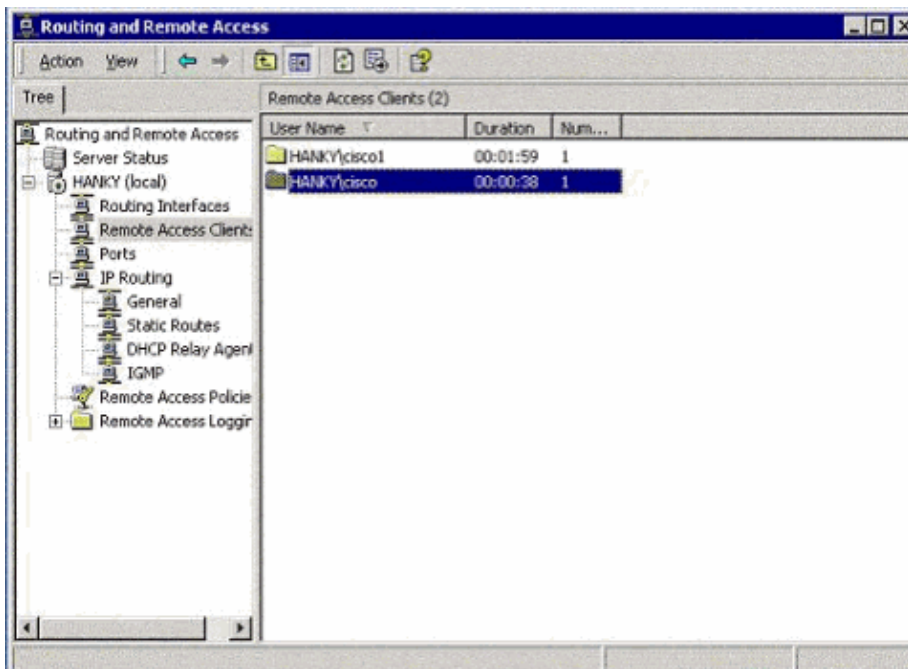 Routing and Remote Access
Action View
Tree
Remote Access Clients (2)
User Name Duration Num...
HANKY\cisco1 00:01:59 1
HANKY\cisco 00:00:38 1
Routing and Remote Access
Server Status
HANKY (local)
Routing Interfaces
Remote Access Clients
Ports
IP Routing
General
Static Routes
DHCP Relay Agent
IGMP
Remote Access Policie
Remote Access Loggin